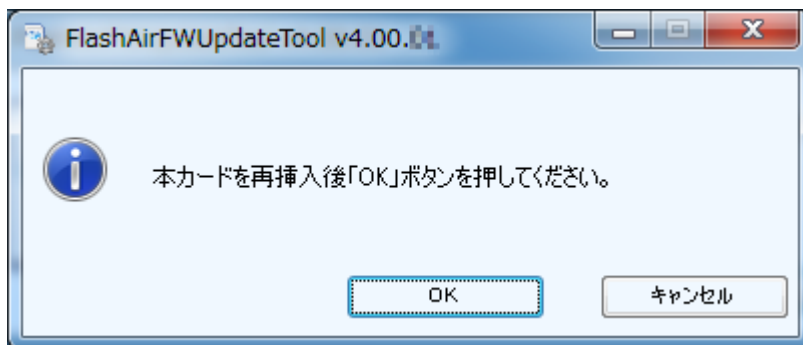 FlashAirFWUpdateTool v4.00.
本カードを再挿入後「OK」ボタンを押してください。
OK
キャンセル